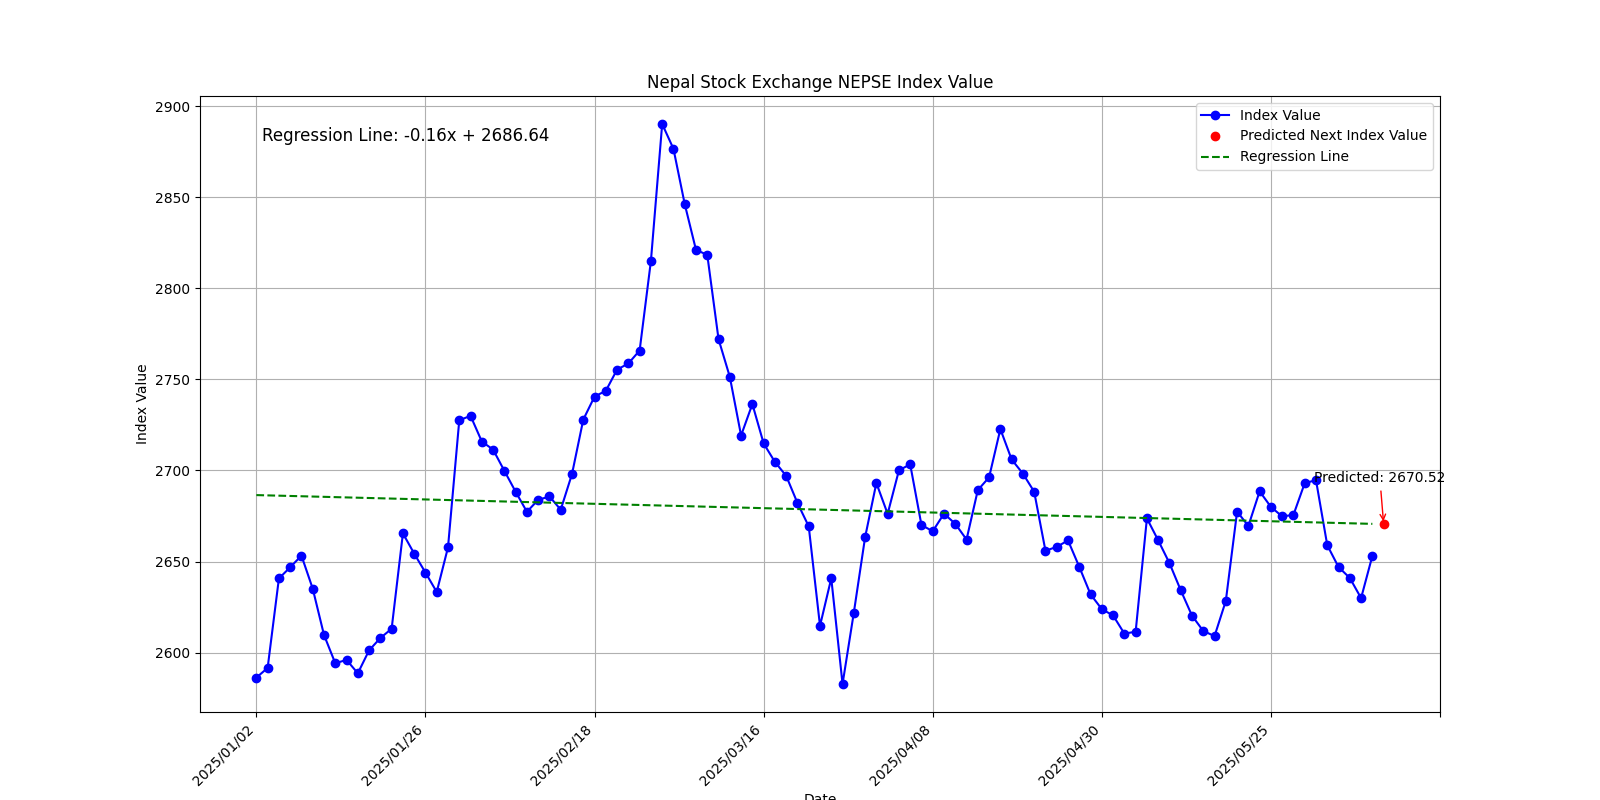 Nepal Stock Exchange NEPSE Index Value
2900
2850
2800
2750
2700
2650
2600
Index Value
Regression Line: -0.16x + 2686.64
Index Value
Predicted Next Index Value
Regression Line
Predicted: 2670.52
2025/01/02
2025/01/26
2025/02/18
2025/03/16
2025/04/08
2025/04/30
2025/05/25
Date